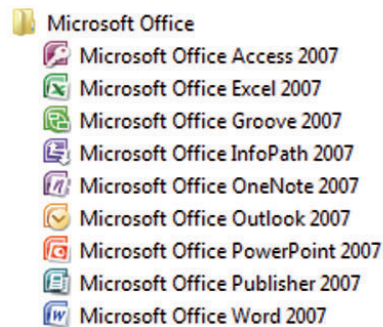 Microsoft Office
Microsoft Office Access 2007
Microsoft Office Excel 2007
Microsoft Office Groove 2007
Microsoft Office InfoPath 2007
Microsoft Office OneNote 2007
Microsoft Office Outlook 2007
Microsoft Office PowerPoint 2007
Microsoft Office Publisher 2007
Microsoft Office Word 2007